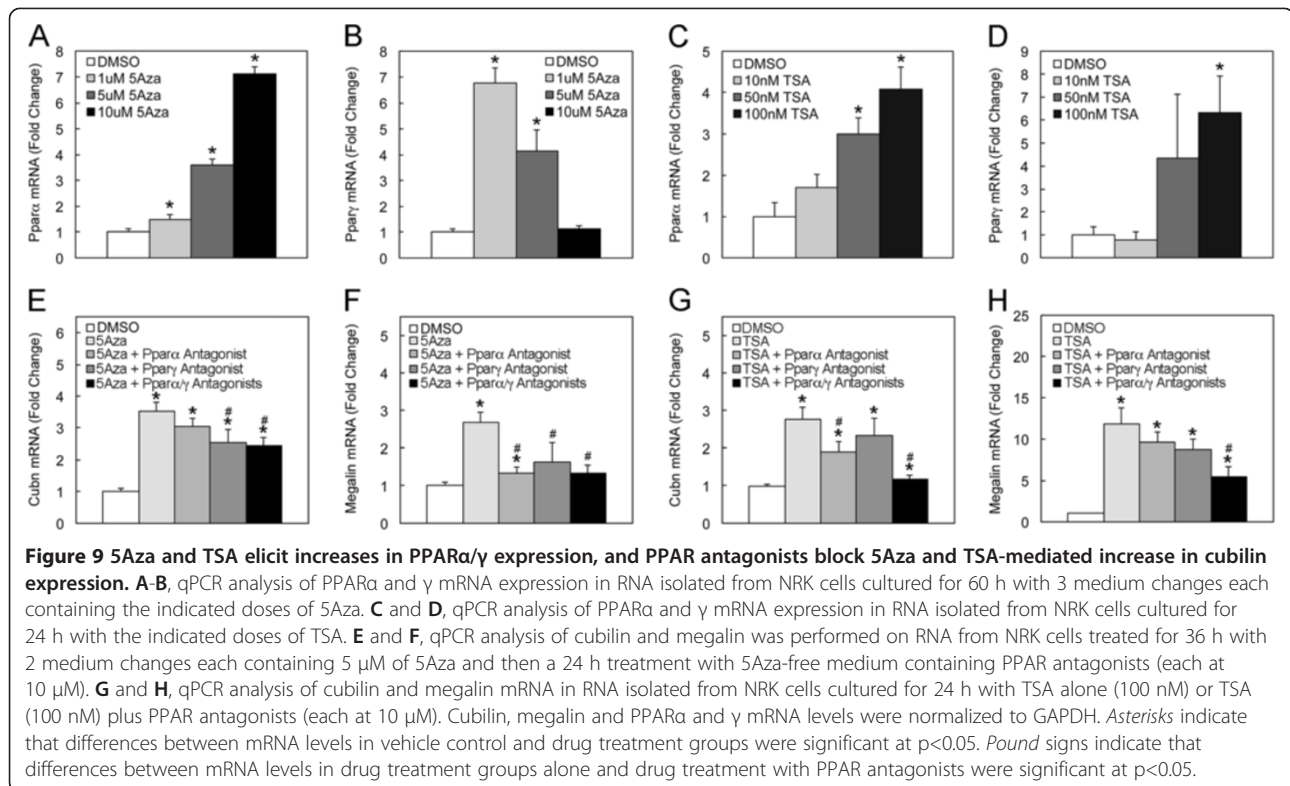 A
Pparα mRNA (Fold Change)
8
7
6
5
4
3
2
1
0
DMSO
1uM 5Aza
5uM 5Aza
10uM 5Aza
*
*
*
B
Pparγ mRNA (Fold Change)
8
7
6
5
4
3
2
1
0
DMSO
1uM 5Aza
5uM 5Aza
10uM 5Aza
*
*
C
Pparα mRNA (Fold Change)
5
4
3
2
1
0
DMSO
10nM TSA
50nM TSA
100nM TSA
*
*
D
Pparγ mRNA (Fold Change)
9
8
7
6
5
4
3
2
1
0
DMSO
10nM TSA
50nM TSA
100nM TSA
*
E
Cubn mRNA (Fold Change)
6
5
4
3
2
1
0
DMSO
5Aza
5Aza + Pparα Antagonist
5Aza + Pparγ Antagonist
5Aza + Pparα/γ Antagonists
*
*
#
*
#
*
F
Megalin mRNA (Fold Change)
5
4
3
2
1
0
DMSO
5Aza
5Aza + Pparα Antagonist
5Aza + Pparγ Antagonist
5Aza + Pparα/γ Antagonists
*
#
*
#
#
G
Cubn mRNA (Fold Change)
5
4
3
2
1
0
DMSO
TSA
TSA + Pparα Antagonist
TSA + Pparγ Antagonist
TSA + Pparα/γ Antagonists
*
#
*
*
#
*
H
Megalin mRNA (Fold Change)
25
20
15
10
5
0
DMSO
TSA
TSA + Pparα Antagonist
TSA + Pparγ Antagonist
TSA + Pparα/γ Antagonists
*
*
*
#
*
Figure 9 5Aza and TSA elicit increases in PPARα/γ expression, and PPAR antagonists block 5Aza and TSA-mediated increase in cubilin
expression. A-B, qPCR analysis of PPARα and γ mRNA expression in RNA isolated from NRK cells cultured for 60 h with 3 medium changes each
containing the indicated doses of 5Aza. C and D, qPCR analysis of PPARα and γ mRNA expression in RNA isolated from NRK cells cultured for
24 h with the indicated doses of TSA. E and F, qPCR analysis of cubilin and megalin was performed on RNA from NRK cells treated for 36 h with
2 medium changes each containing 5 μM of 5Aza and then a 24 h treatment with 5Aza-free medium containing PPAR antagonists (each at
10 μM). G and H, qPCR analysis of cubilin and megalin mRNA in RNA isolated from NRK cells cultured for 24 h with TSA alone (100 nM) or TSA
(100 nM) plus PPAR antagonists (each at 10 μM). Cubilin, megalin and PPARα and γ mRNA levels were normalized to GAPDH. Asterisks indicate
that differences between mRNA levels in vehicle control and drug treatment groups were significant at p<0.05. Pound signs indicate that
differences between mRNA levels in drug treatment groups alone and drug treatment with PPAR antagonists were significant at p<0.05.